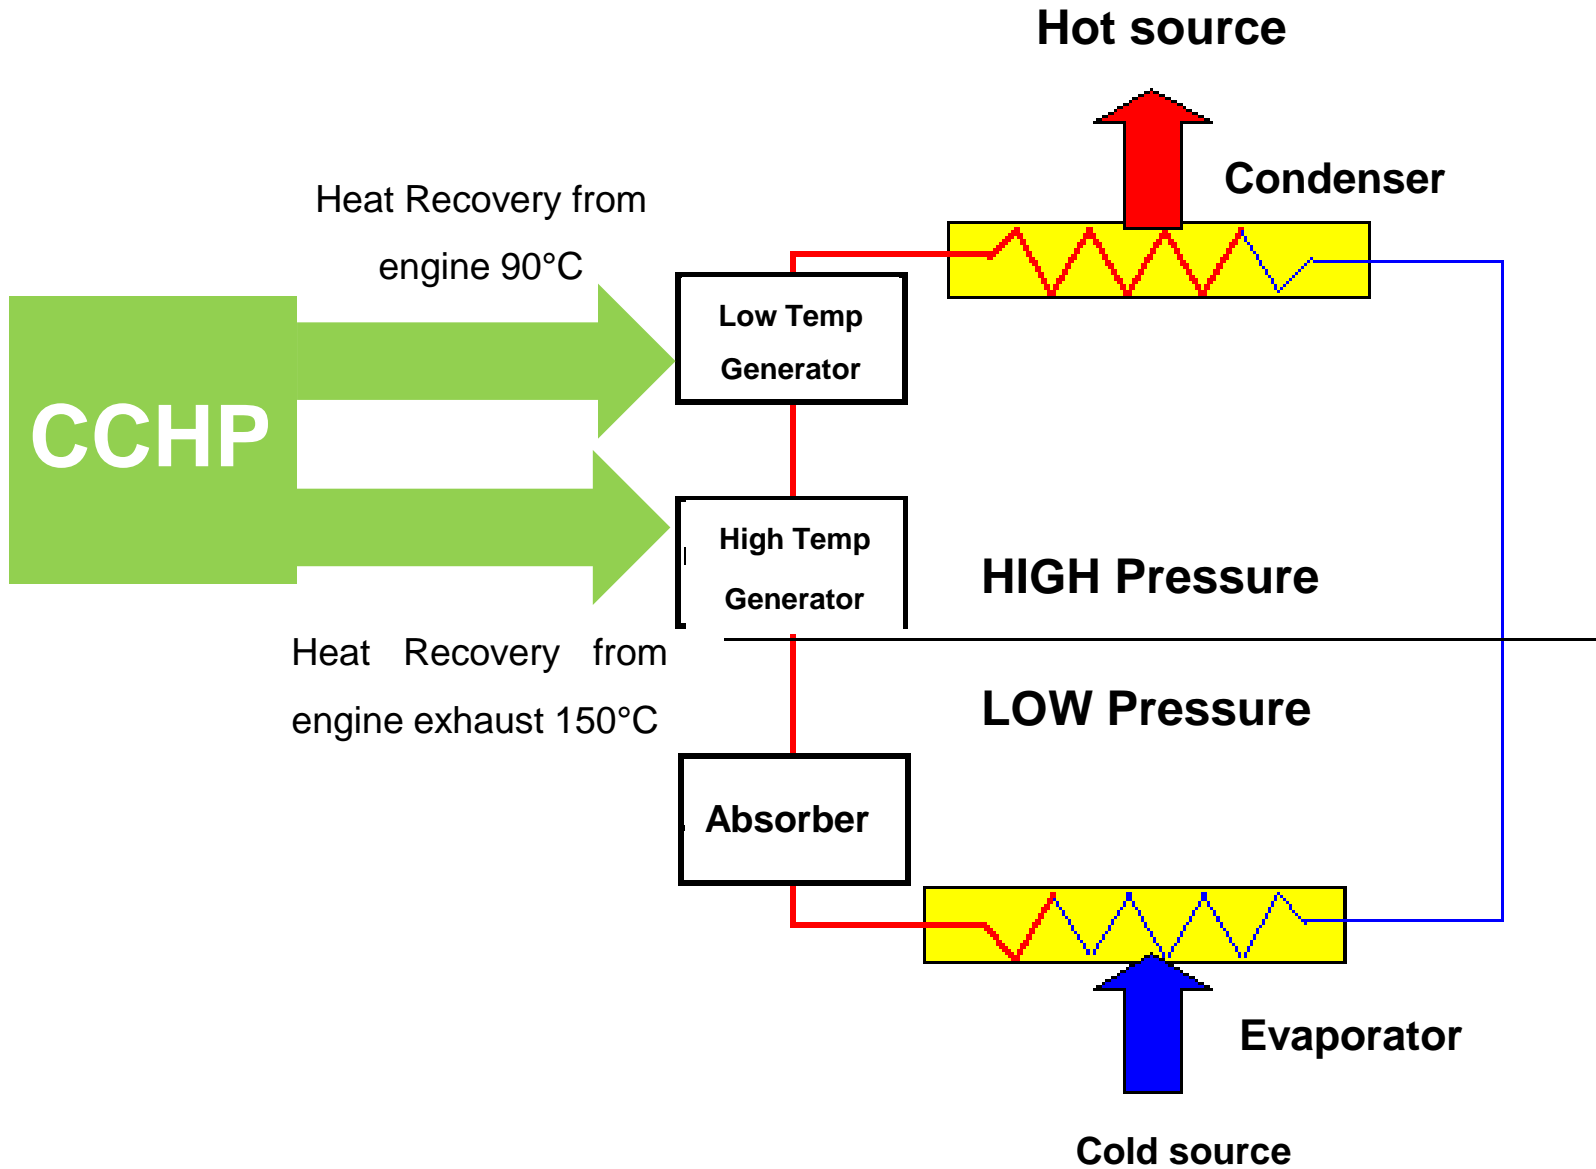 Hot source
Condenser
Heat Recovery from
engine 90°C
Low Temp
Generator
CCHP
High Temp
Generator
HIGH Pressure
Heat Recovery from
engine exhaust 150°C
LOW Pressure
Absorber
Evaporator
Cold source